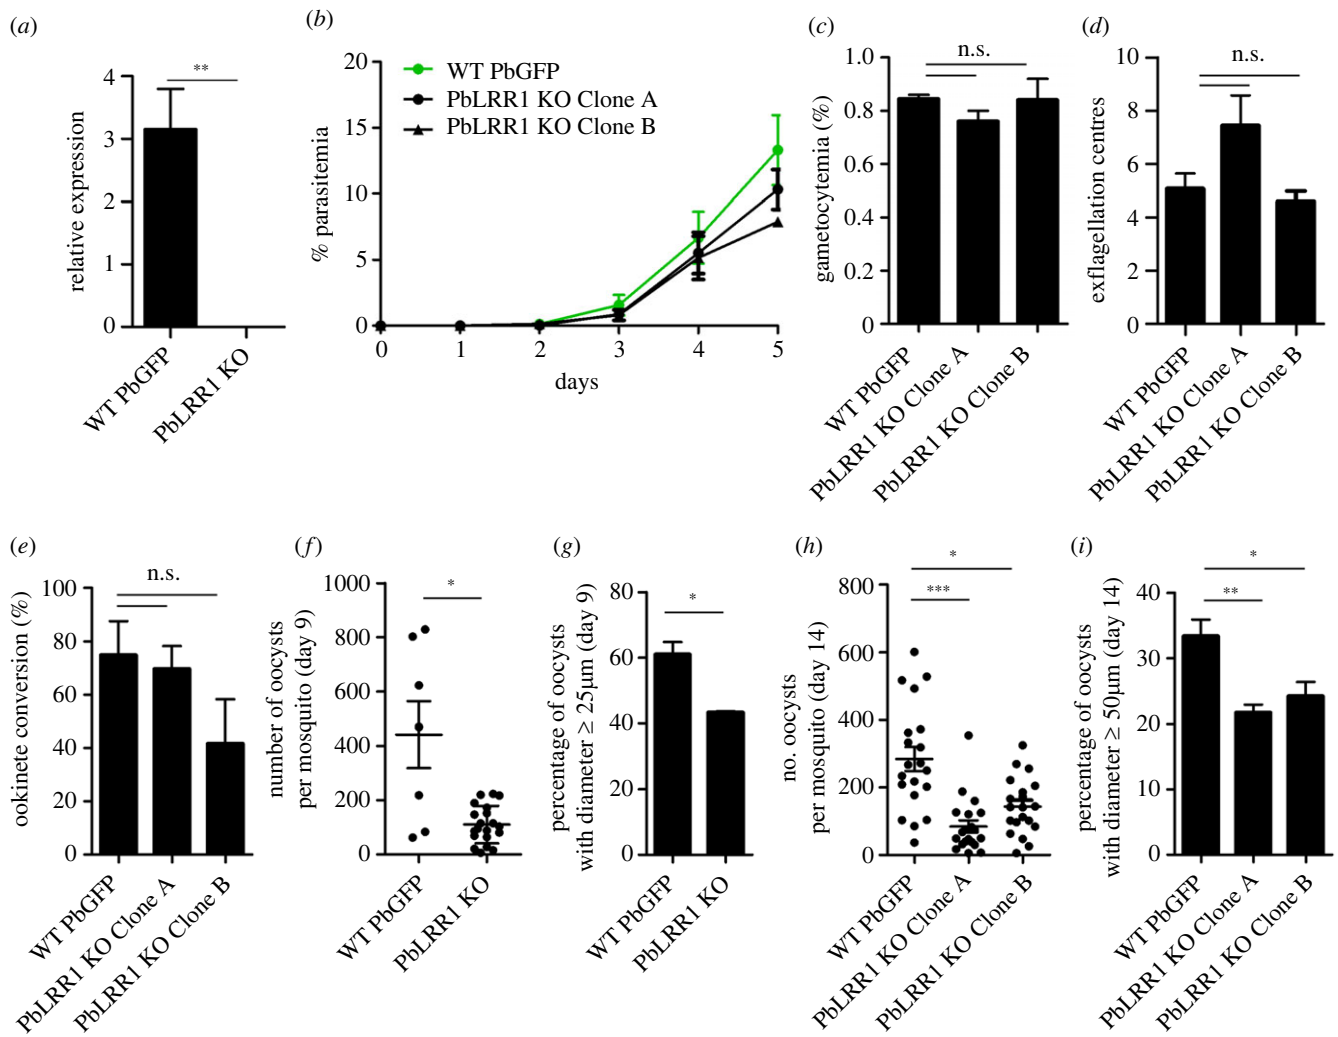 (a)
relative expression
4
3
2
1
0
**
WT PbGFP
PbLRR1 KO
(b)
% parasitemia
20
15
10
5
0
WT PbGFP
PbLRR1 KO Clone A
PbLRR1 KO Clone B
0 1 2 3 4 5
days
(c)
gametocytemia (%)
1.0
0.8
0.6
0.4
0.2
0
n.s.
WT PbGFP
PbLRR1 KO Clone A
PbLRR1 KO Clone B
(d)
exflagellation centres
10
8
6
4
2
0
n.s.
WT PbGFP
PbLRR1 KO Clone A
PbLRR1 KO Clone B
(e)
ookinete conversion (%)
100
80
60
40
20
0
n.s.
WT PbGFP
PbLRR1 KO Clone A
PbLRR1 KO Clone B
(f)
number of oocysts
per mosquito (day 9)
1000
800
600
400
200
0
*
WT PbGFP
PbLRR1 KO
(g)
percentage of oocysts
with diameter ≥ 25µm (day 9)
80
60
40
20
0
*
WT PbGFP
PbLRR1 KO
(h)
no. oocysts
per mosquito (day 14)
800
600
400
200
0
*
***
WT PbGFP
PbLRR1 KO Clone A
PbLRR1 KO Clone B
(i)
percentage of oocysts
with diameter ≥ 50µm (day 14)
40
30
20
10
0
*
**
WT PbGFP
PbLRR1 KO Clone A
PbLRR1 KO Clone B